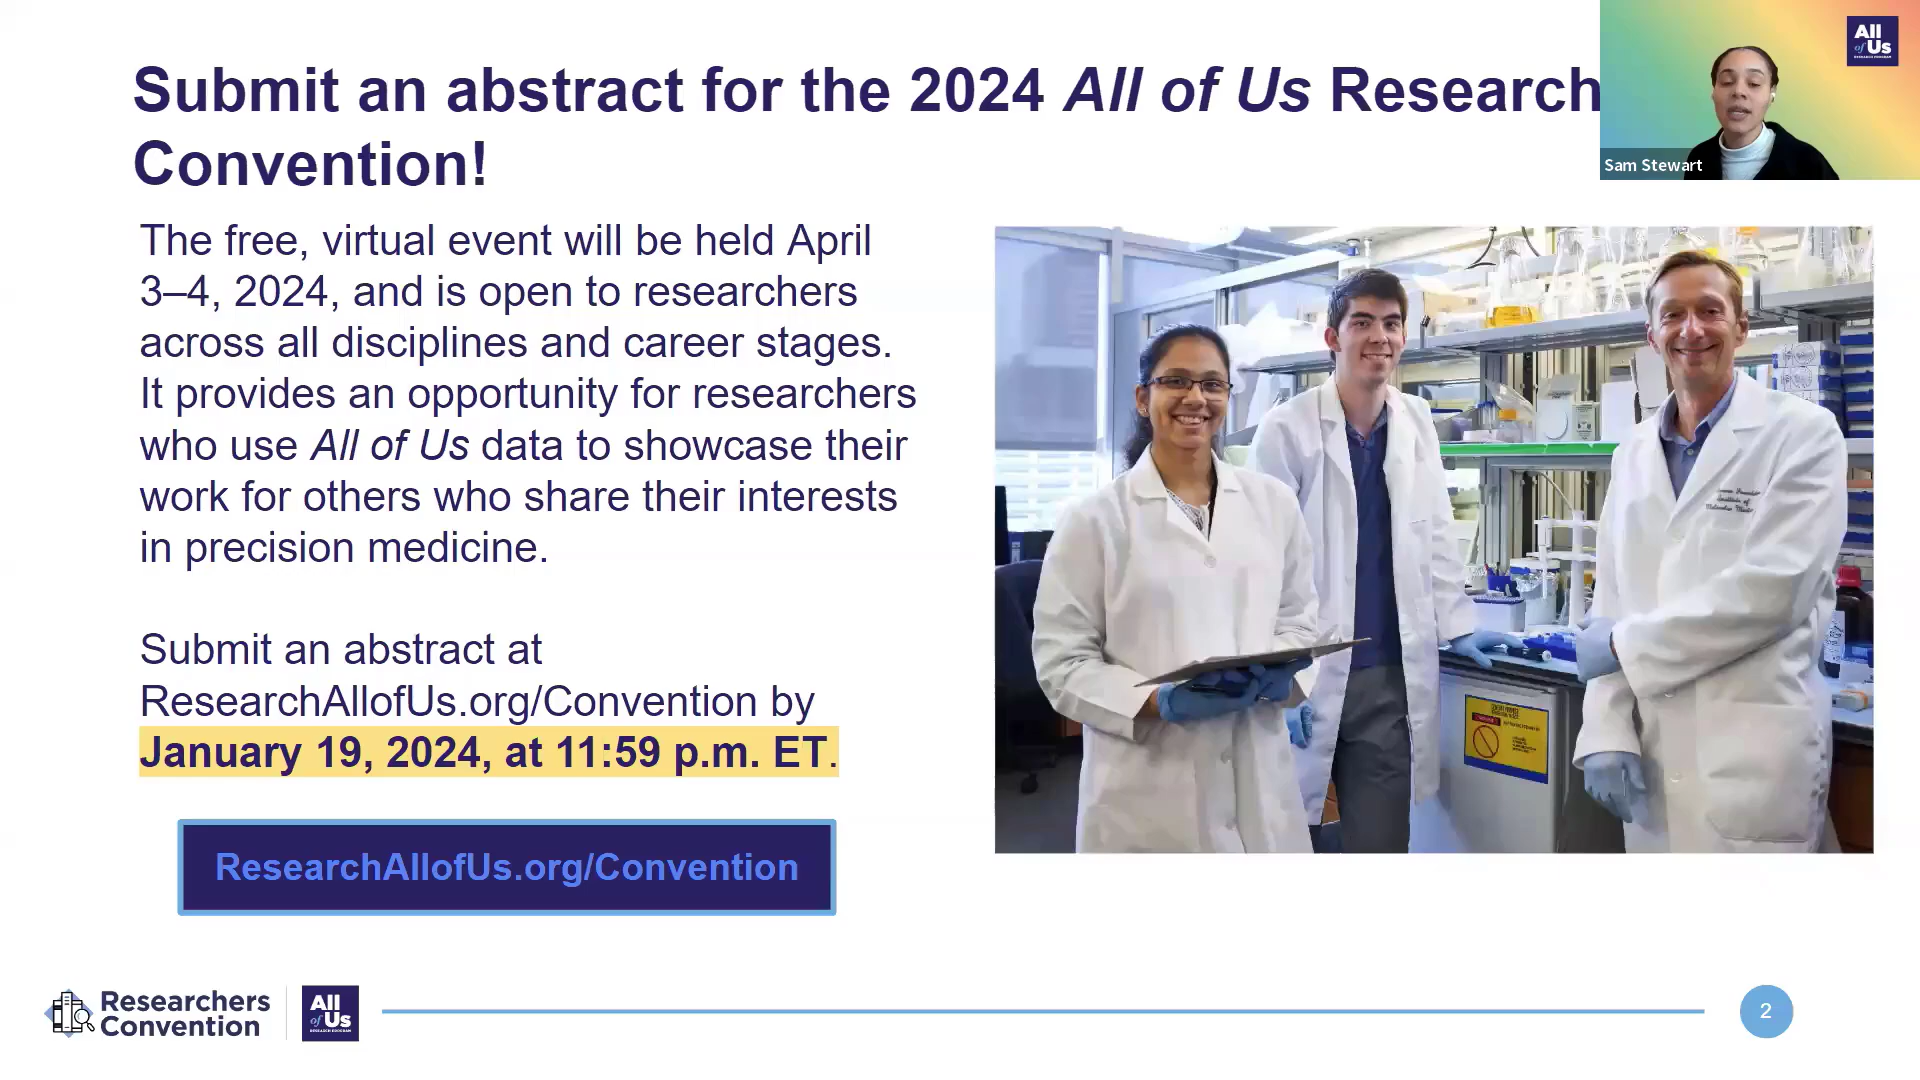 Submit an abstract for the 2024 All of Us Research
Convention!
All
of Us
RESEARCH PROGRAM
Sam Stewart
The free, virtual event will be held April
3–4, 2024, and is open to researchers
across all disciplines and career stages.
It provides an opportunity for researchers
who use All of Us data to showcase their
work for others who share their interests
in precision medicine.
Submit an abstract at
ResearchAllofUs.org/Convention by
January 19, 2024, at 11:59 p.m. ET.
ResearchAllofUs.org/Convention
Researchers
Convention
All
of Us
RESEARCH PROGRAM
2